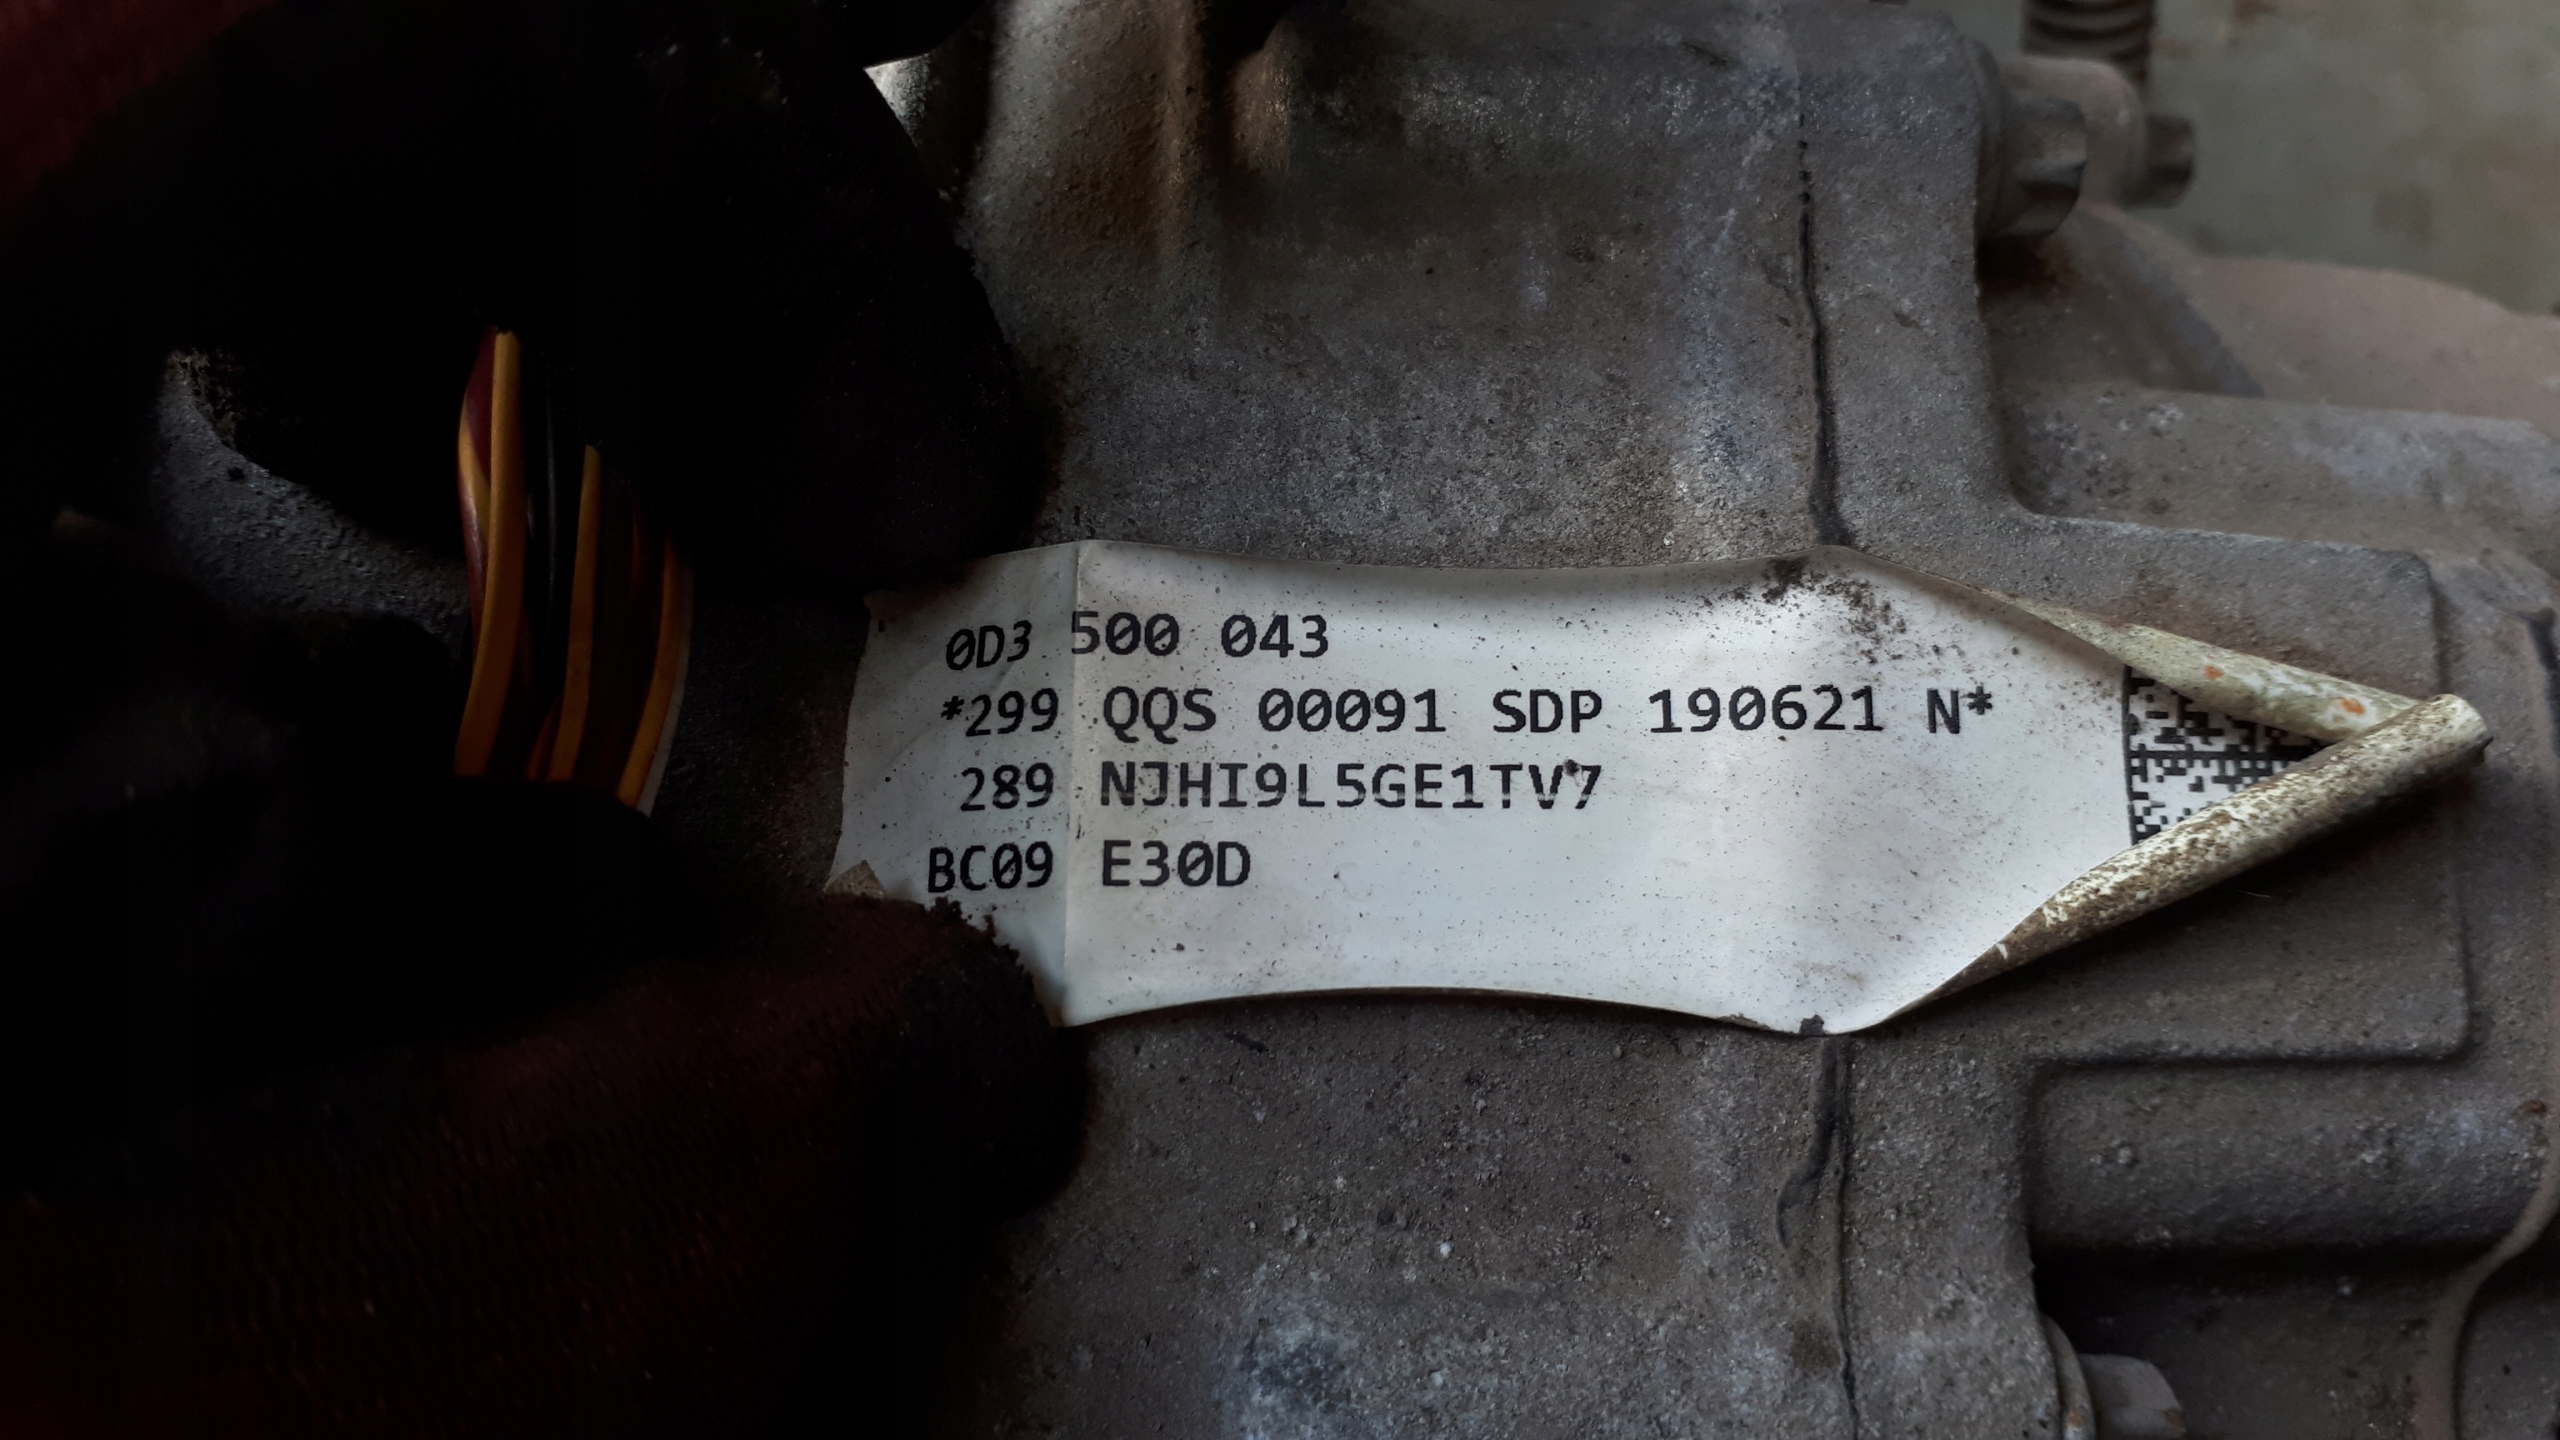 0D3 500 043
*299 QQS 00091 SDP 190621 N*
289 NJHI9L5GE1TV7
BC09 E30D